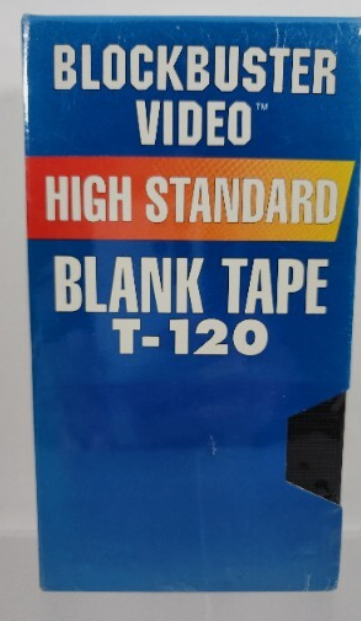 BLOCKBUSTER
VIDEO™
HIGH STANDARD
BLANK TAPE
T-120